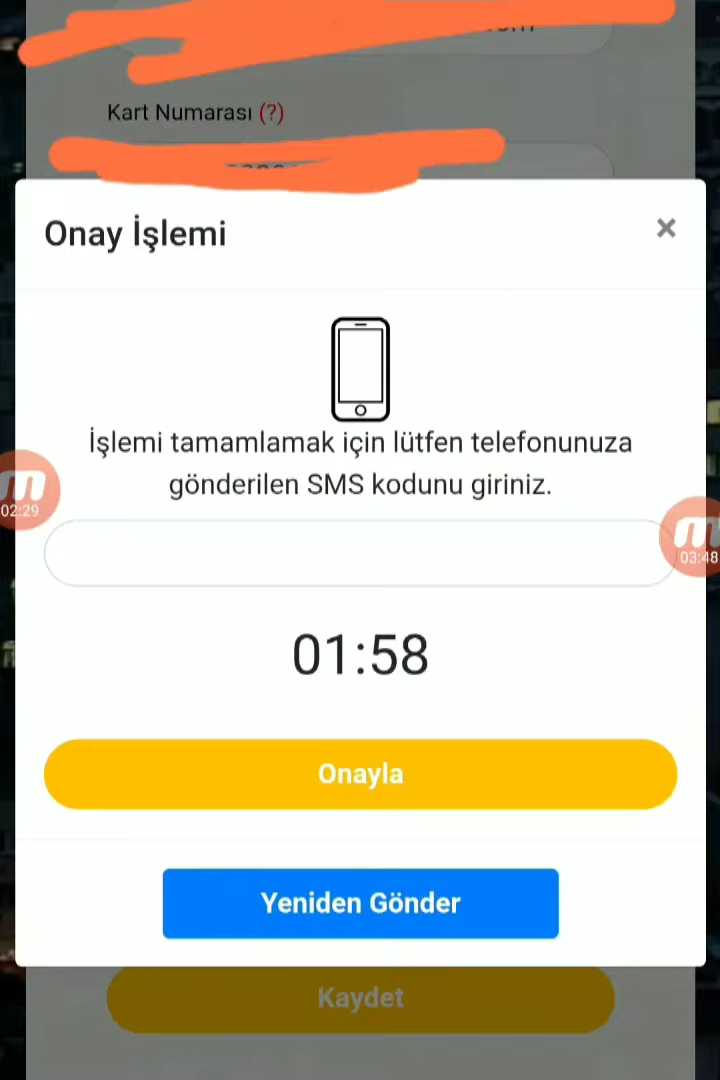 Kart Numarası (?)
Onay İşlemi
×
İşlemi tamamlamak için lütfen telefonunuza
gönderilen SMS kodunu giriniz.
02:29
03:48
01:58
Onayla
Yeniden Gönder
Kaydet